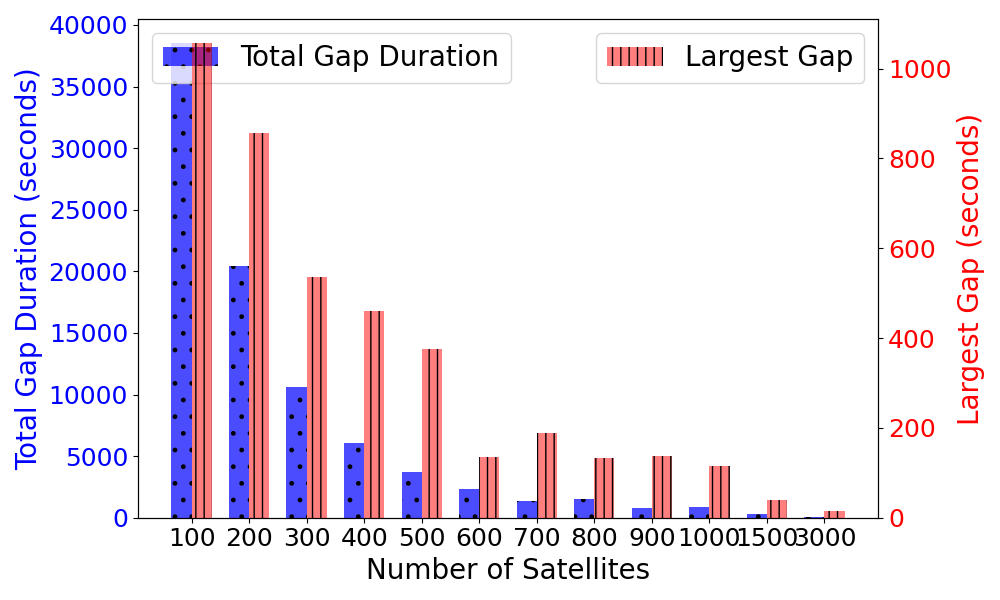 Total Gap Duration
Largest Gap
Total Gap Duration (seconds)
40000
35000
30000
25000
20000
15000
10000
5000
0
Largest Gap (seconds)
1000
800
600
400
200
0
100 200 300 400 500 600 700 800 900 1000 1500 3000
Number of Satellites